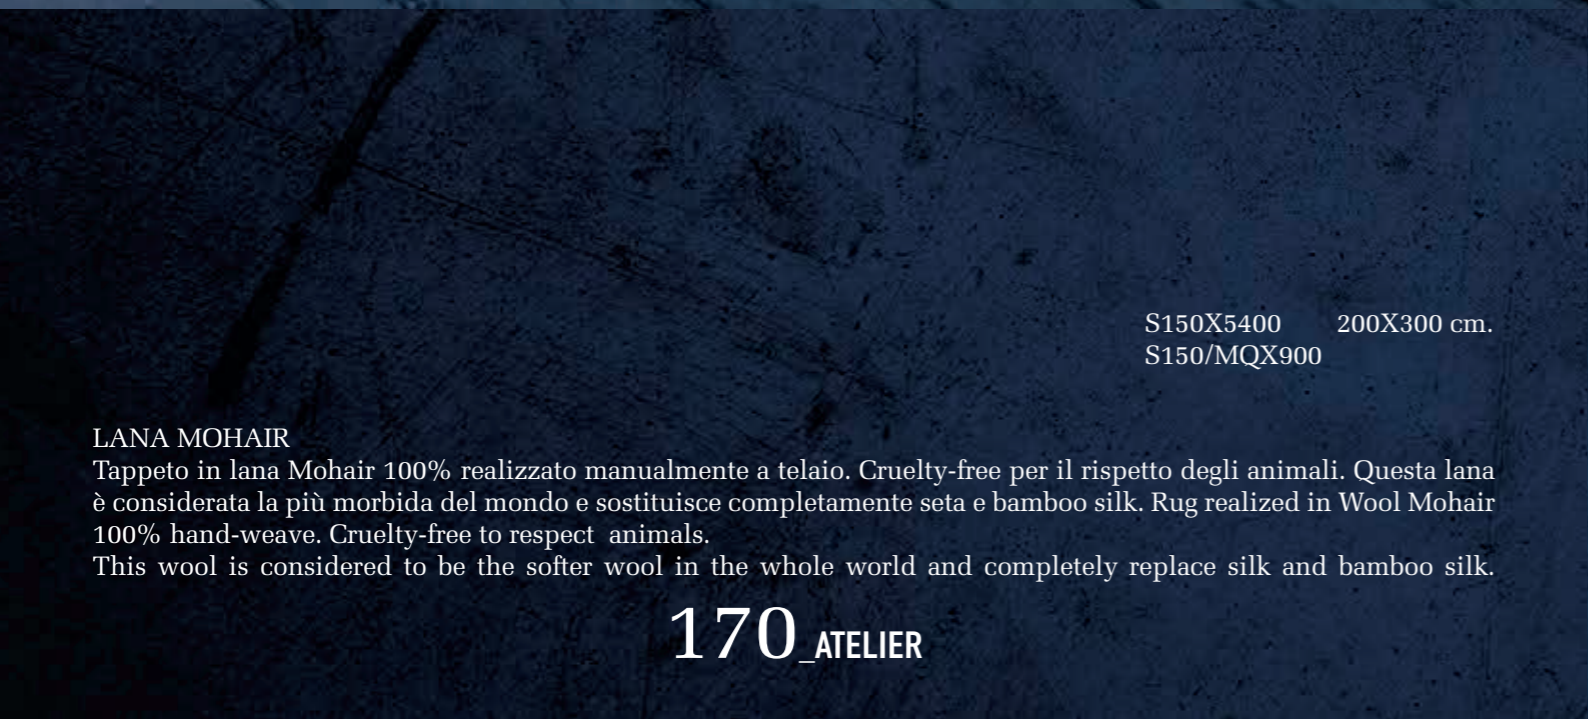 S150X5400 200X300 cm.
S150/MQX900
LANA MOHAIR
Tappeto in lana Mohair 100% realizzato manualmente a telaio. Cruelty-free per il rispetto degli animali. Questa lana
è considerata la più morbida del mondo e sostituisce completamente seta e bamboo silk. Rug realized in Wool Mohair
100% hand-weave. Cruelty-free to respect animals.
This wool is considered to be the softer wool in the whole world and completely replace silk and bamboo silk.
170_ATELIER